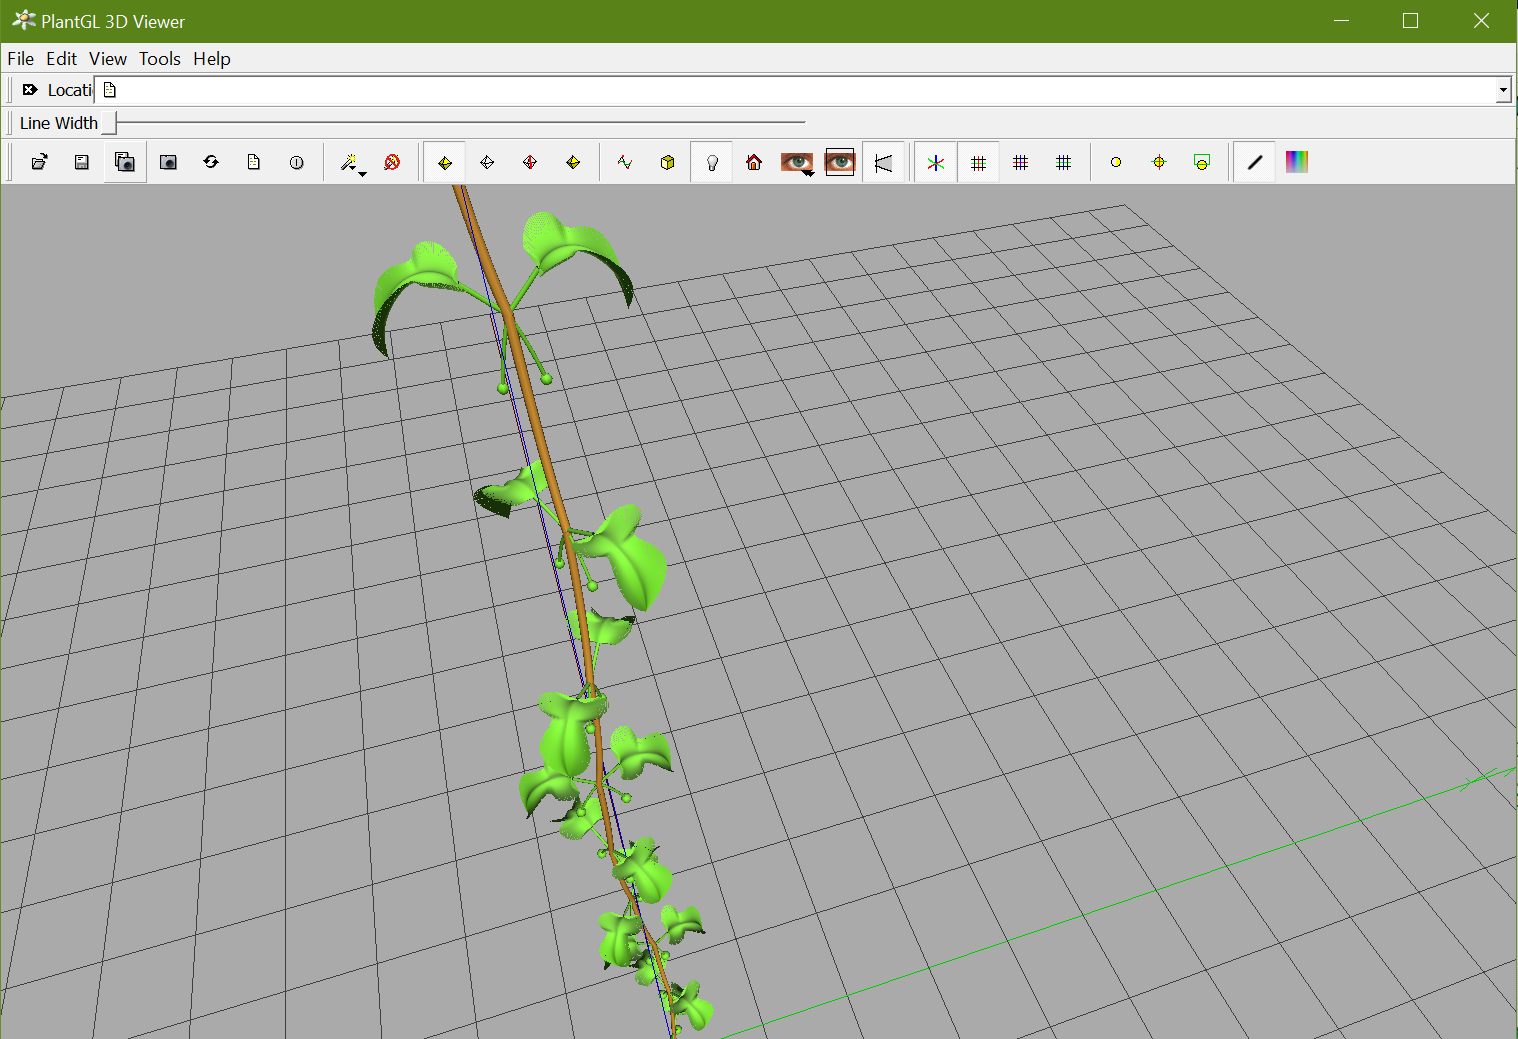 PlantGL 3D Viewer
File Edit View Tools Help
Locati
Line Width